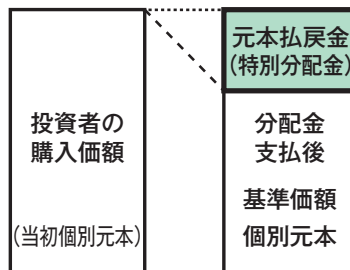 投資者の
購入価額
(当初個別元本)
元本払戻金
(特別分配金)
分配金
支払後
基準価額
個別元本